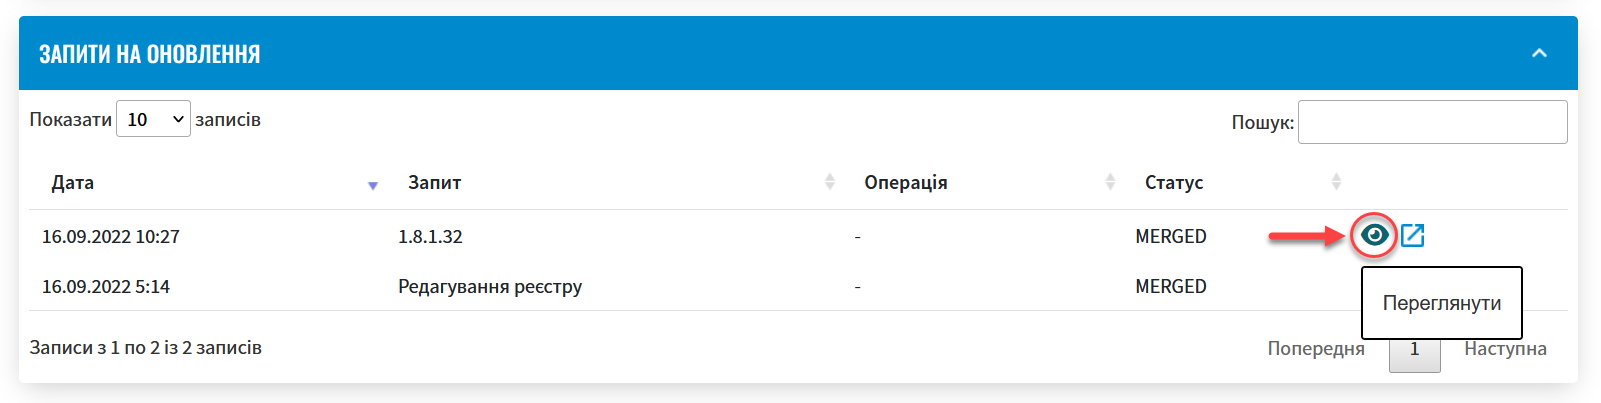 ЗАПИТИ НА ОНОВЛЕННЯ
Показати 10 записів
Пошук:
Дата Запит Операція Статус
16.09.2022 10:27 1.8.1.32 - MERGED
16.09.2022 5:14 Редагування реєстру - MERGED
Переглянути
Записи з 1 по 2 із 2 записів
Попередня 1 Наступна